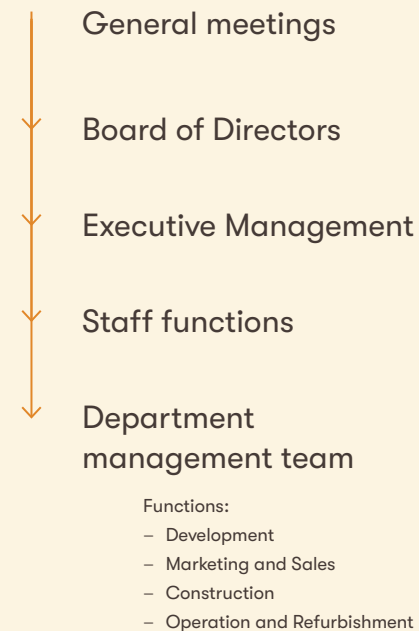 General meetings
Board of Directors
Executive Management
Staff functions
Department
management team
Functions:
– Development
– Marketing and Sales
– Construction
– Operation and Refurbishment